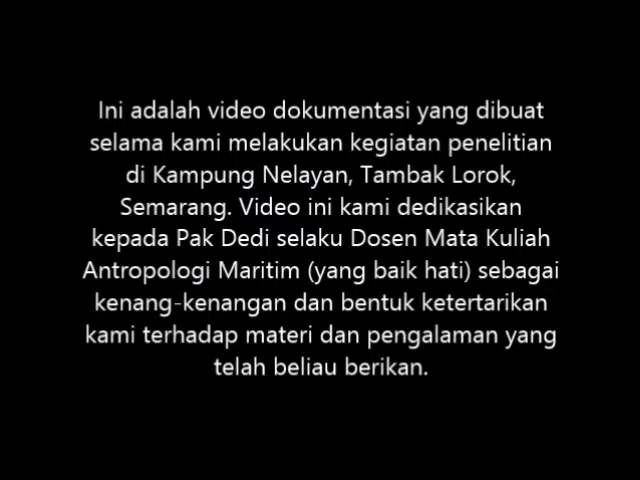 Ini adalah video dokumentasi yang dibuat
selama kami melakukan kegiatan penelitian
di Kampung Nelayan, Tambak Lorok,
Semarang. Video ini kami dedikasikan
kepada Pak Dedi selaku Dosen Mata Kuliah
Antropologi Maritim (yang baik hati) sebagai
kenang-kenangan dan bentuk ketertarikan
kami terhadap materi dan pengalaman yang
telah beliau berikan.